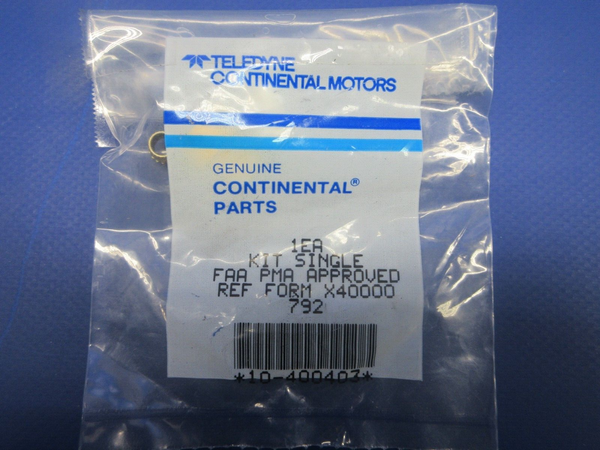 TELEDYNE
CONTINENTAL MOTORS
GENUINE
CONTINENTAL®
PARTS
1EA
KIT SINGLE
FAA PMA APPROVED
REF FORM X40000
792
*10-400403*